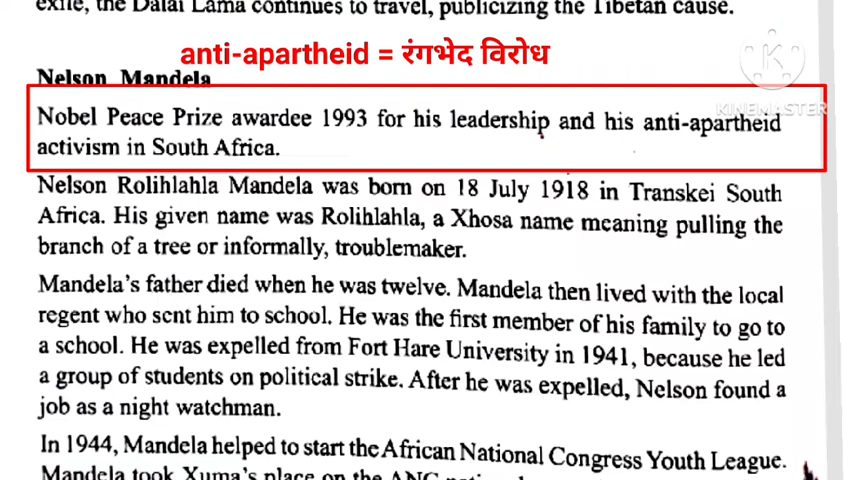 exile, the Dalai Lama continues to travel, publicizing the Tibetan cause.
anti-apartheid = रंगभेद विरोध
Nelson Mandela
KINEMASTER
Nobel Peace Prize awardee 1993 for his leadership and his anti-apartheid
activism in South Africa.
Nelson Rolihlahla Mandela was born on 18 July 1918 in Transkei South
Africa. His given name was Rolihlahla, a Xhosa name meaning pulling the
branch of a tree or informally, troublemaker.
Mandela's father died when he was twelve. Mandela then lived with the local
regent who sent him to school. He was the first member of his family to go to
a school. He was expelled from Fort Hare University in 1941, because he led
a group of students on political strike. After he was expelled, Nelson found a
job as a night watchman.
In 1944, Mandela helped to start the African National Congress Youth League.
Mandela took Xuma's place on the ANC